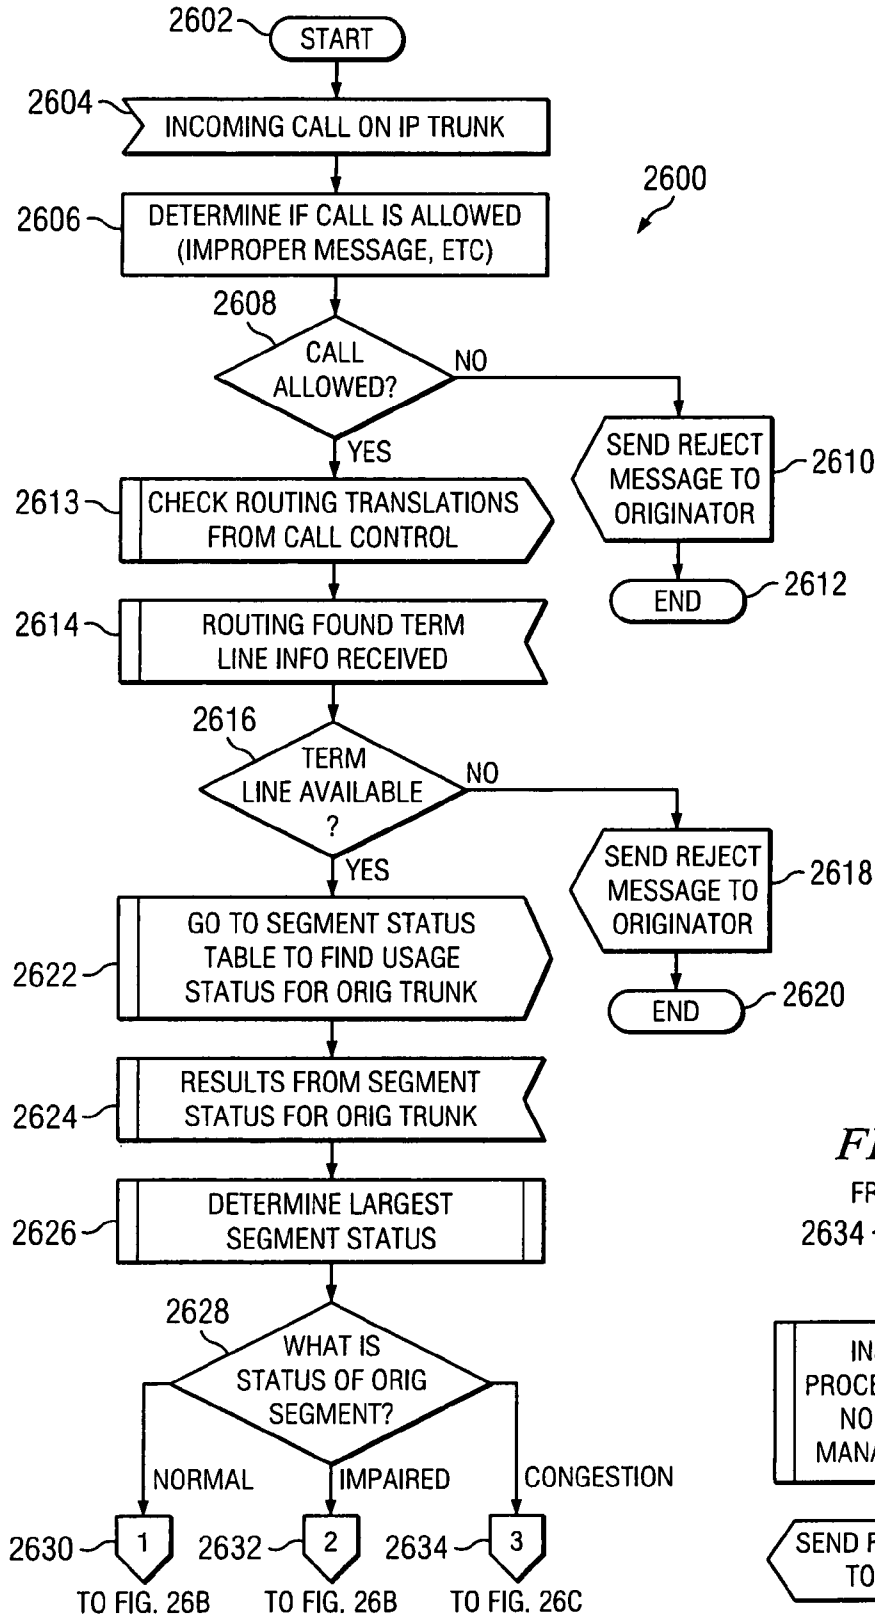 2602
START
2604
INCOMING CALL ON IP TRUNK
2600
2606
DETERMINE IF CALL IS ALLOWED
(IMPROPER MESSAGE, ETC)
2608
CALL
ALLOWED?
NO
YES
SEND REJECT
MESSAGE TO
ORIGINATOR
2610
END
2612
2613
CHECK ROUTING TRANSLATIONS
FROM CALL CONTROL
2614
ROUTING FOUND TERM
LINE INFO RECEIVED
2616
TERM
LINE AVAILABLE
?
NO
YES
SEND REJECT
MESSAGE TO
ORIGINATOR
2618
END
2620
2622
GO TO SEGMENT STATUS
TABLE TO FIND USAGE
STATUS FOR ORIG TRUNK
2624
RESULTS FROM SEGMENT
STATUS FOR ORIG TRUNK
2626
DETERMINE LARGEST
SEGMENT STATUS
2628
WHAT IS
STATUS OF ORIG
SEGMENT?
NORMAL
IMPAIRED
CONGESTION
2630
1
2632
2
2634
3
TO FIG. 26B
TO FIG. 26B
TO FIG. 26C
2634
PROCE
NO
MANA
SEND
TO